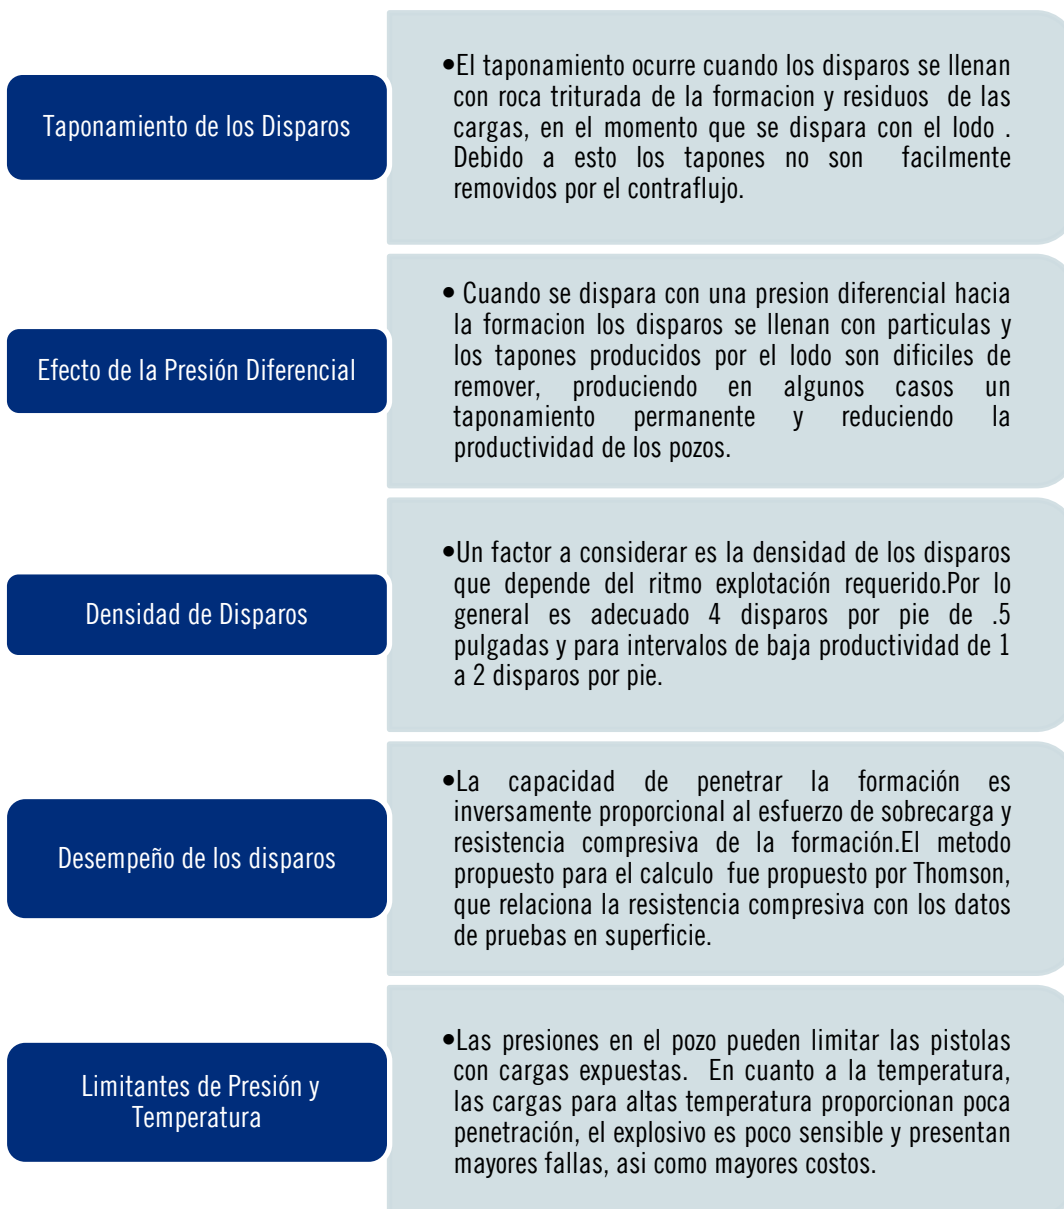 Taponamiento de los Disparos
•El taponamiento ocurre cuando los disparos se llenan
con roca triturada de la formacion y residuos de las
cargas, en el momento que se dispara con el lodo .
Debido a esto los tapones no son facilmente
removidos por el contraflujo.
Efecto de la Presión Diferencial
• Cuando se dispara con una presion diferencial hacia
la formacion los disparos se llenan con particulas y
los tapones producidos por el lodo son dificiles de
remover, produciendo en algunos casos un
taponamiento permanente y reduciendo la
productividad de los pozos.
Densidad de Disparos
•Un factor a considerar es la densidad de los disparos
que depende del ritmo explotación requerido.Por lo
general es adecuado 4 disparos por pie de .5
pulgadas y para intervalos de baja productividad de 1
a 2 disparos por pie.
Desempeño de los disparos
•La capacidad de penetrar la formación es
inversamente proporcional al esfuerzo de sobrecarga y
resistencia compresiva de la formación.El metodo
propuesto para el calculo fue propuesto por Thomson,
que relaciona la resistencia compresiva con los datos
de pruebas en superficie.
Limitantes de Presión y
Temperatura
•Las presiones en el pozo pueden limitar las pistolas
con cargas expuestas. En cuanto a la temperatura,
las cargas para altas temperatura proporcionan poca
penetración, el explosivo es poco sensible y presentan
mayores fallas, asi como mayores costos.